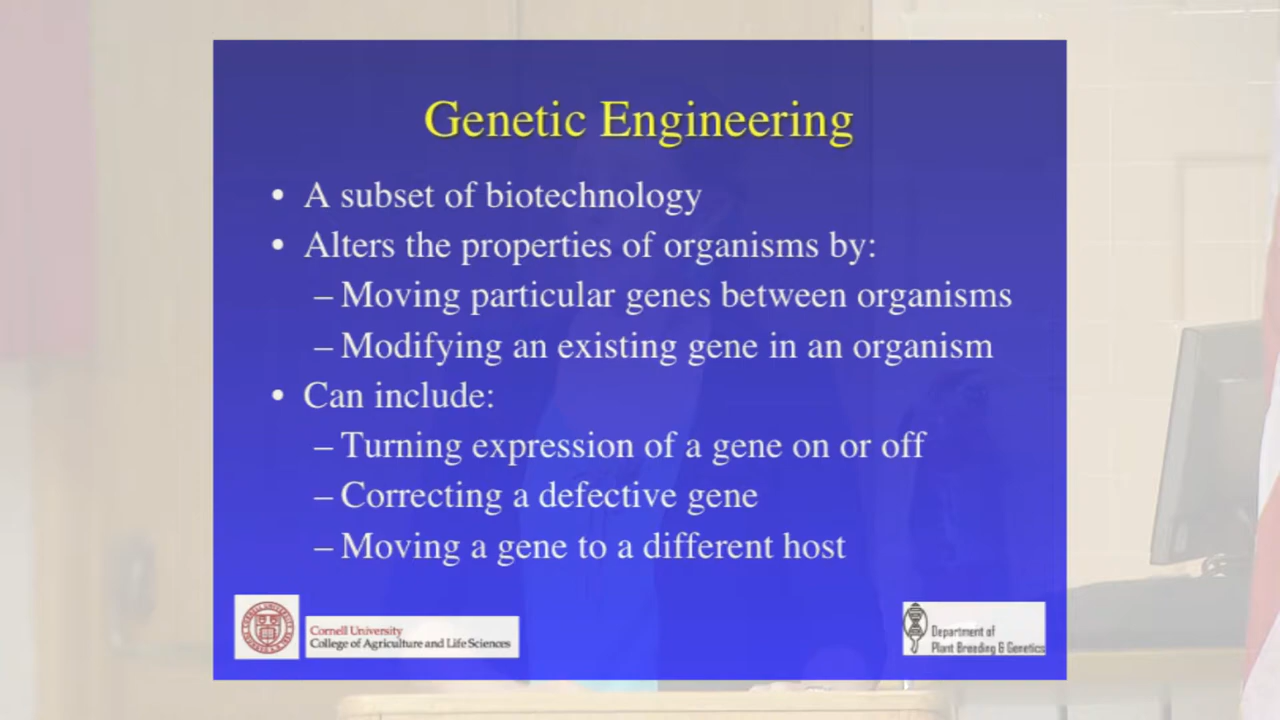 Genetic Engineering
• A subset of biotechnology
• Alters the properties of organisms by:
– Moving particular genes between organisms
– Modifying an existing gene in an organism
• Can include:
– Turning expression of a gene on or off
– Correcting a defective gene
– Moving a gene to a different host
Cornell University
College of Agriculture and Life Sciences
Department of
Plant Breeding & Genetics